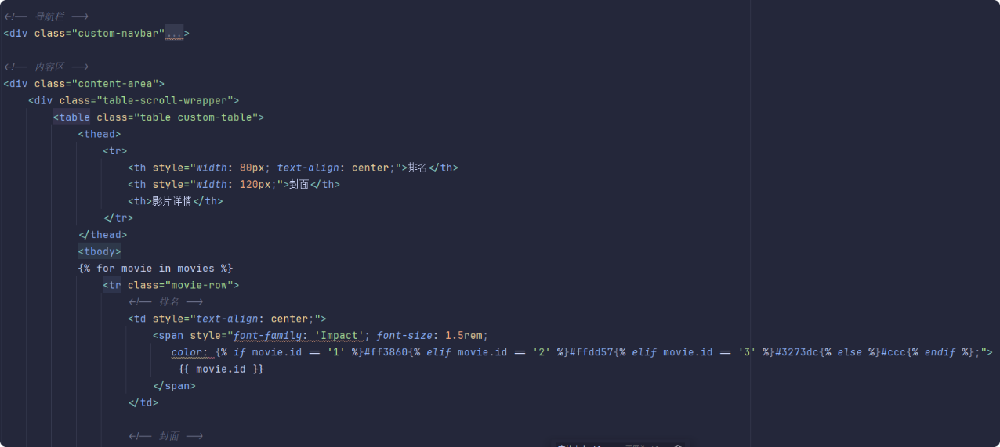 <!-- 导航栏 -->
<div class="custom-navbar"...>
<!-- 内容区 -->
<div class="content-area">
<div class="table-scroll-wrapper">
<table class="table custom-table">
<thead>
<tr>
<th style="width: 80px; text-align: center;">排名</th>
<th style="width: 120px;">封面</th>
<th>影片详情</th>
</tr>
</thead>
<tbody>
{% for movie in movies %}
<tr class="movie-row">
<!-- 排名 -->
<td style="text-align: center;">
<span style="font-family: 'Impact'; font-size: 1.5rem;
color: {% if movie.id == '1' %}#ff3860{% elif movie.id == '2' %}#ffdd57{% elif movie.id == '3' %}#3273dc{% else %}#ccc{% endif %};">
{{ movie.id }}
</span>
</td>
<!-- 封面 -->